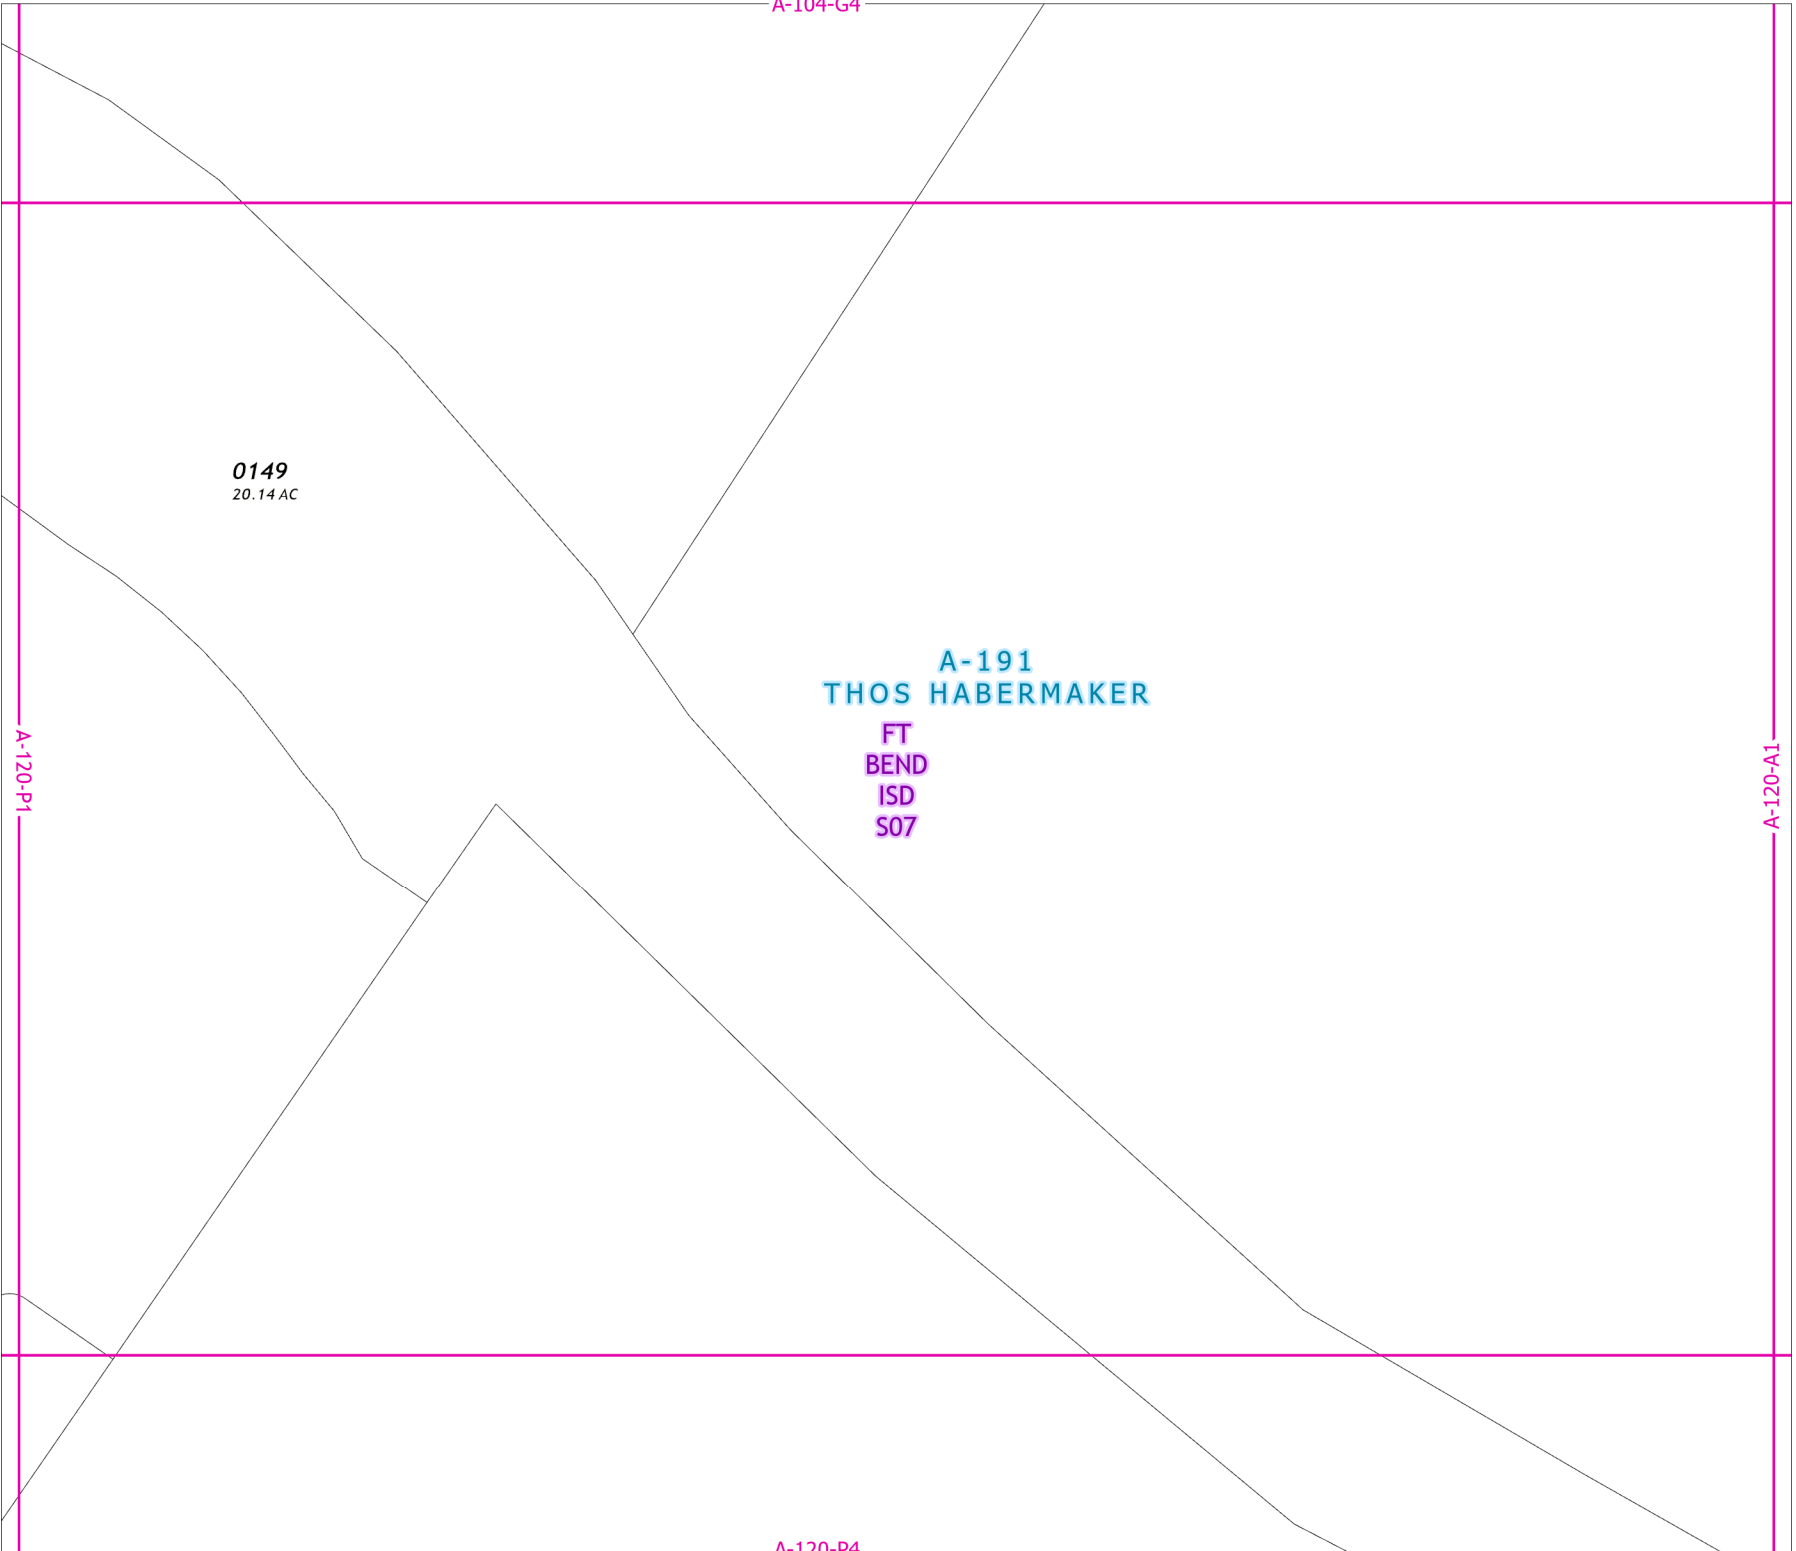 A-104-G4
0149
20.14 AC
A-191
THOS HABERMAKER
FT
BEND
ISD
S07
A-120-P1
A-120-A1
A-120-P4